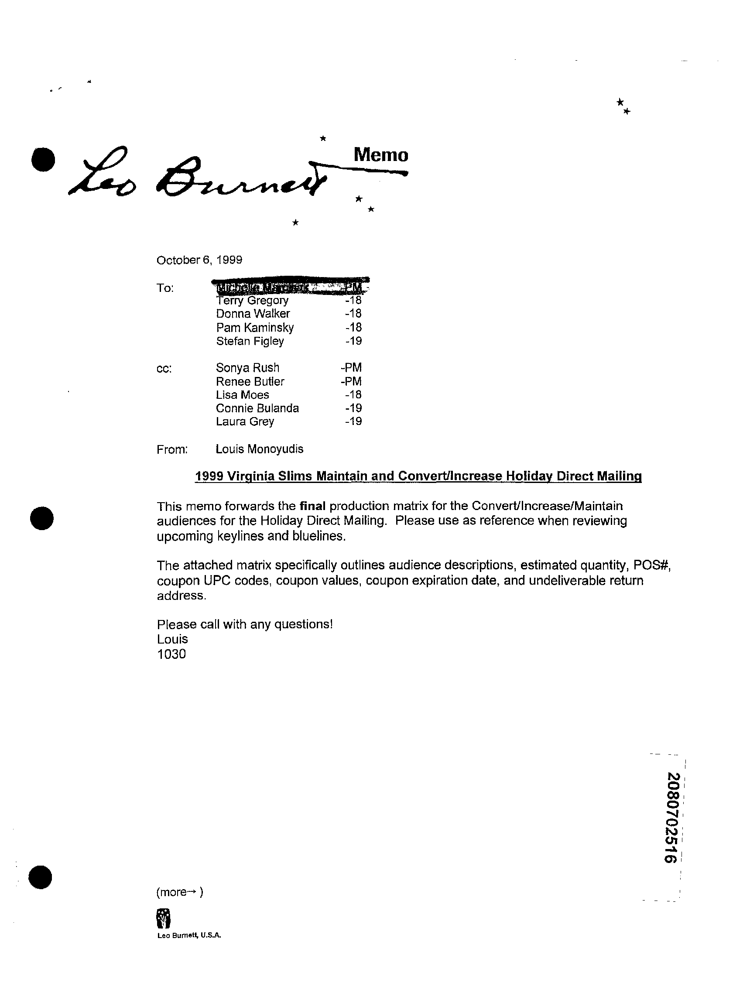 Leo Burnett
Memo
October 6, 1999
To:
-PM
Terry Gregory -18
Donna Walker -18
Pam Kaminsky -18
Stefan Figley -19
cc: Sonya Rush -PM
Renee Butler -PM
Lisa Moes -18
Connie Bulanda -19
Laura Grey -19
From: Louis Monoyudis
1999 Virginia Slims Maintain and Convert/Increase Holiday Direct Mailing
This memo forwards the final production matrix for the Convert/Increase/Maintain
audiences for the Holiday Direct Mailing. Please use as reference when reviewing
upcoming keylines and bluelines.
The attached matrix specifically outlines audience descriptions, estimated quantity, POS#,
coupon UPC codes, coupon values, coupon expiration date, and undeliverable return
address.
Please call with any questions!
Louis
1030
2080702516
(more→ )
Leo Burnett, U.S.A.